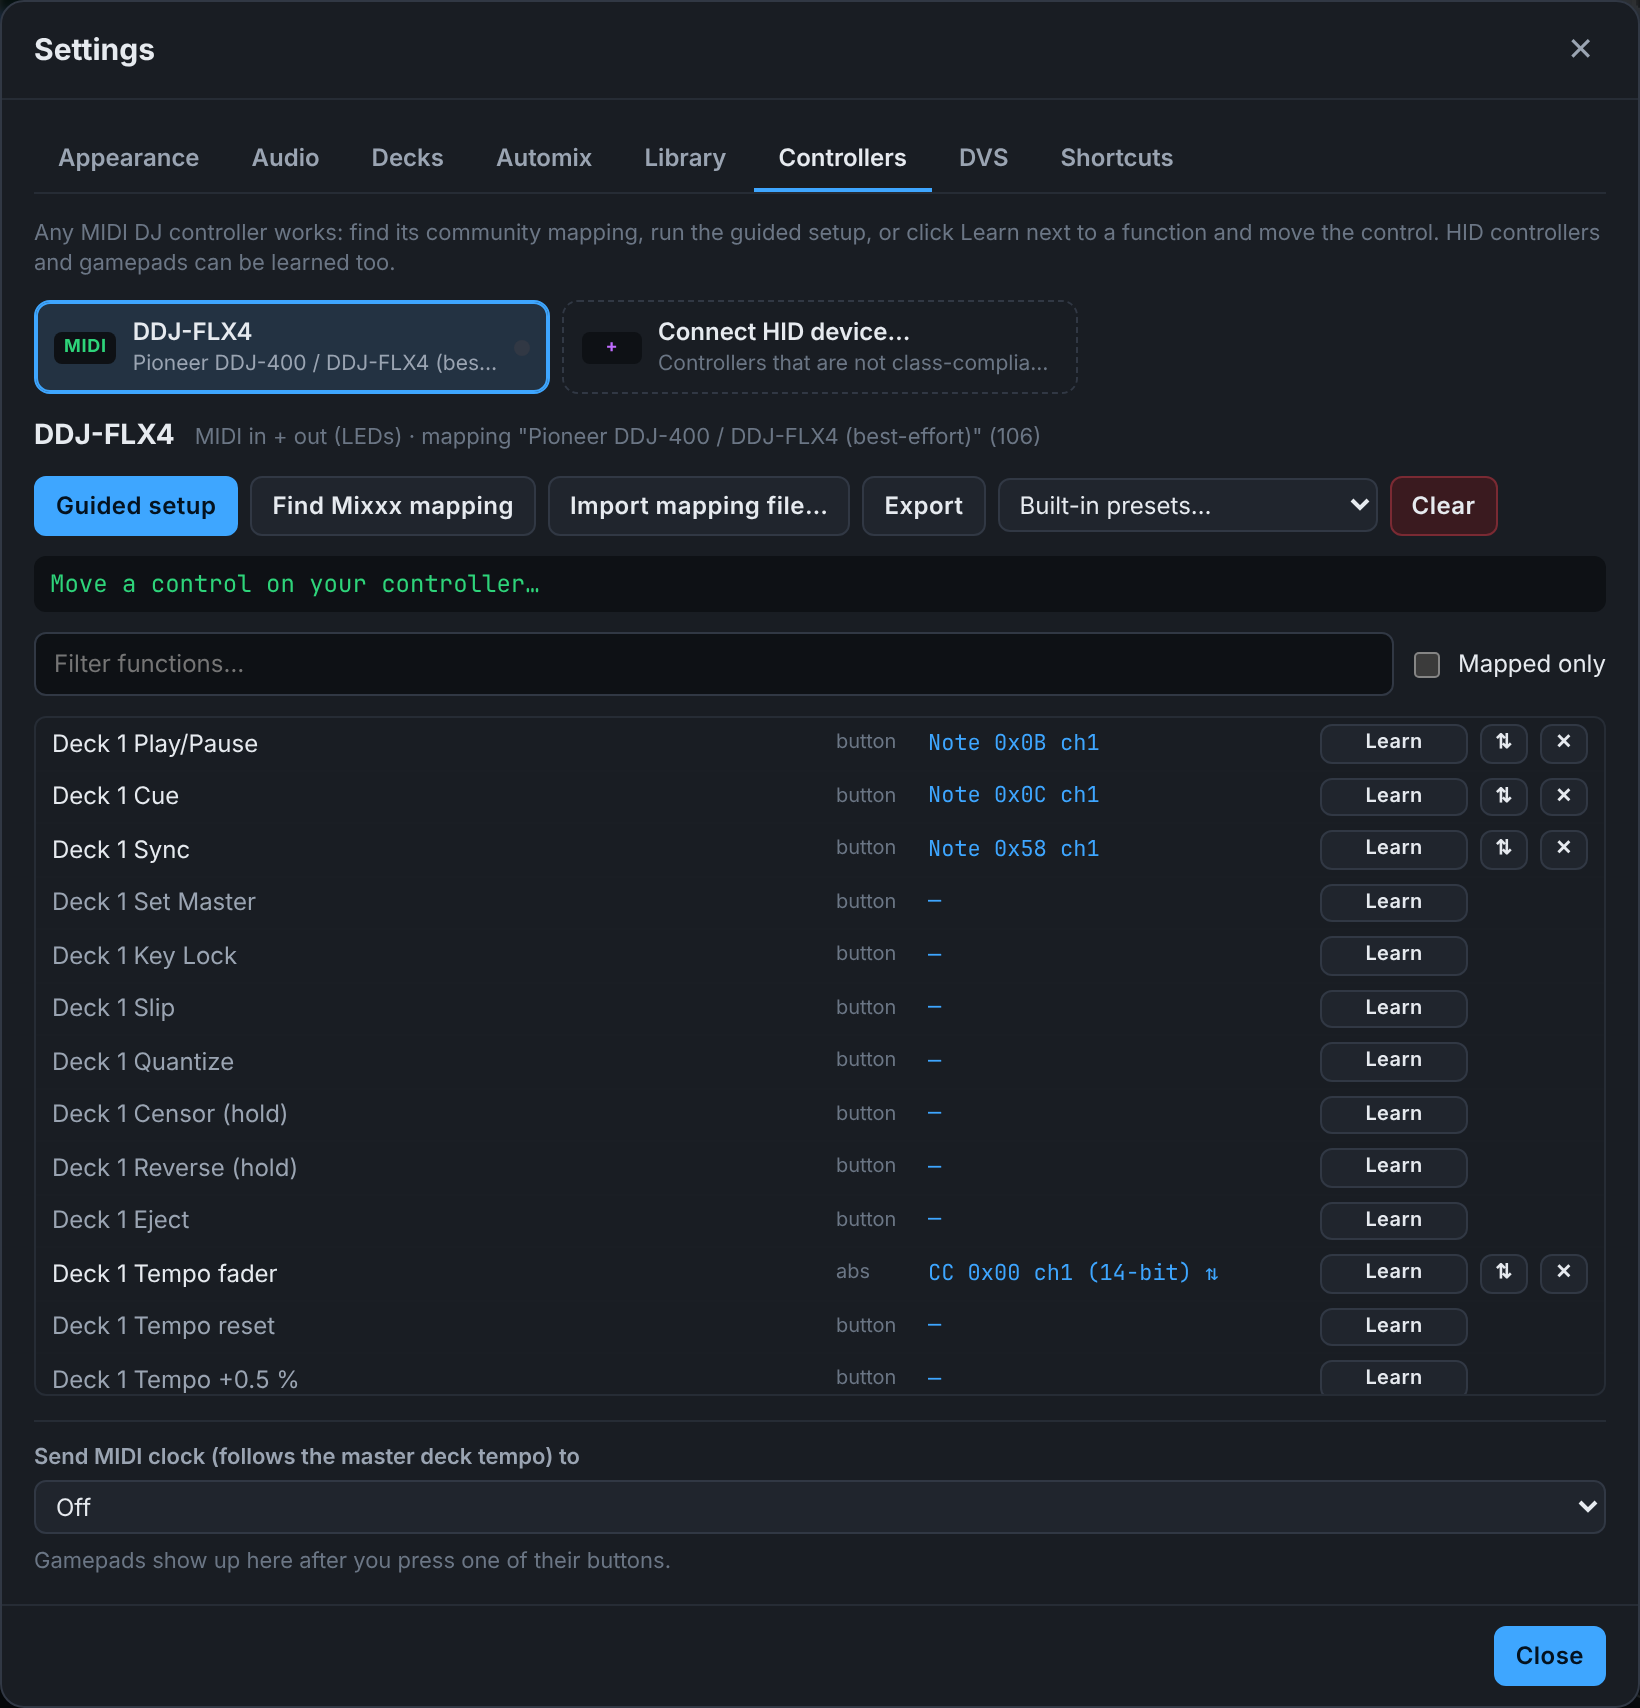 Settings
✕
Appearance Audio Decks Automix Library Controllers DVS Shortcuts
Any MIDI DJ controller works: find its community mapping, run the guided setup, or click Learn next to a function and move the control. HID controllers
and gamepads can be learned too.
MIDI
DDJ-FLX4
Pioneer DDJ-400 / DDJ-FLX4 (bes...
+
Connect HID device...
Controllers that are not class-complia...
DDJ-FLX4 MIDI in + out (LEDs) · mapping "Pioneer DDJ-400 / DDJ-FLX4 (best-effort)" (106)
Guided setup Find Mixxx mapping Import mapping file... Export Built-in presets... Clear
Move a control on your controller…
Filter functions... Mapped only
Deck 1 Play/Pause button Note 0x0B ch1 Learn ⇅ ✕
Deck 1 Cue button Note 0x0C ch1 Learn ⇅ ✕
Deck 1 Sync button Note 0x58 ch1 Learn ⇅ ✕
Deck 1 Set Master button – Learn
Deck 1 Key Lock button – Learn
Deck 1 Slip button – Learn
Deck 1 Quantize button – Learn
Deck 1 Censor (hold) button – Learn
Deck 1 Reverse (hold) button – Learn
Deck 1 Eject button – Learn
Deck 1 Tempo fader abs CC 0x00 ch1 (14-bit) ⇅ Learn ⇅ ✕
Deck 1 Tempo reset button – Learn
Deck 1 Tempo +0.5 % button – Learn
Send MIDI clock (follows the master deck tempo) to
Off
Gamepads show up here after you press one of their buttons.
Close